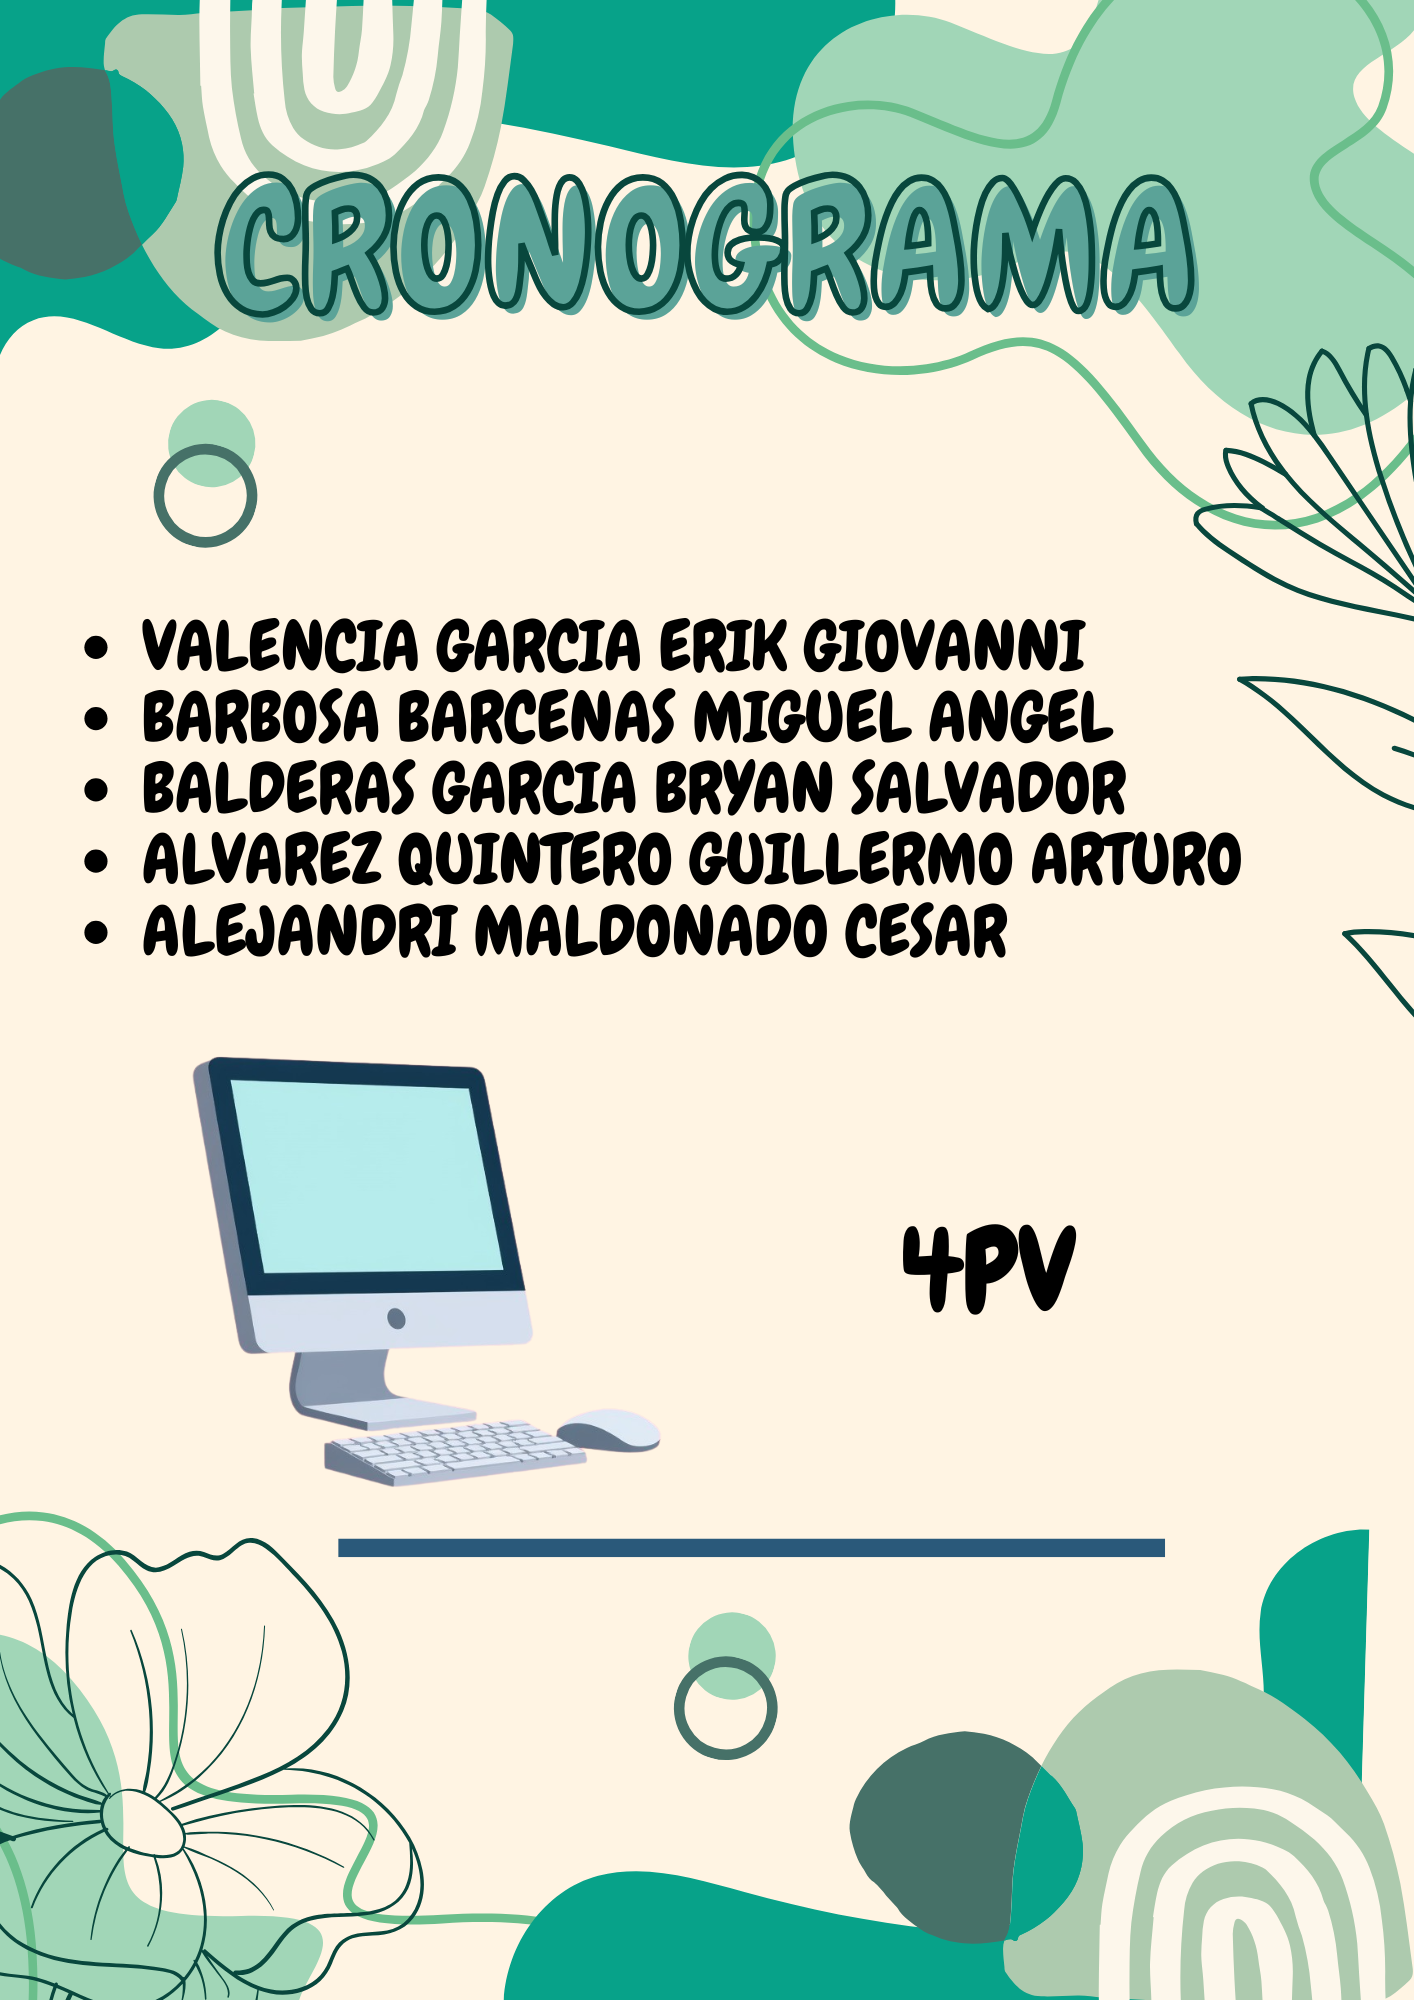 CRONOGRAMA
• VALENCIA GARCIA ERIK GIOVANNI
• BARBOSA BARCENAS MIGUEL ANGEL
• BALDERAS GARCIA BRYAN SALVADOR
• ALVAREZ QUINTERO GUILLERMO ARTURO
• ALEJANDRI MALDONADO CESAR
4PV